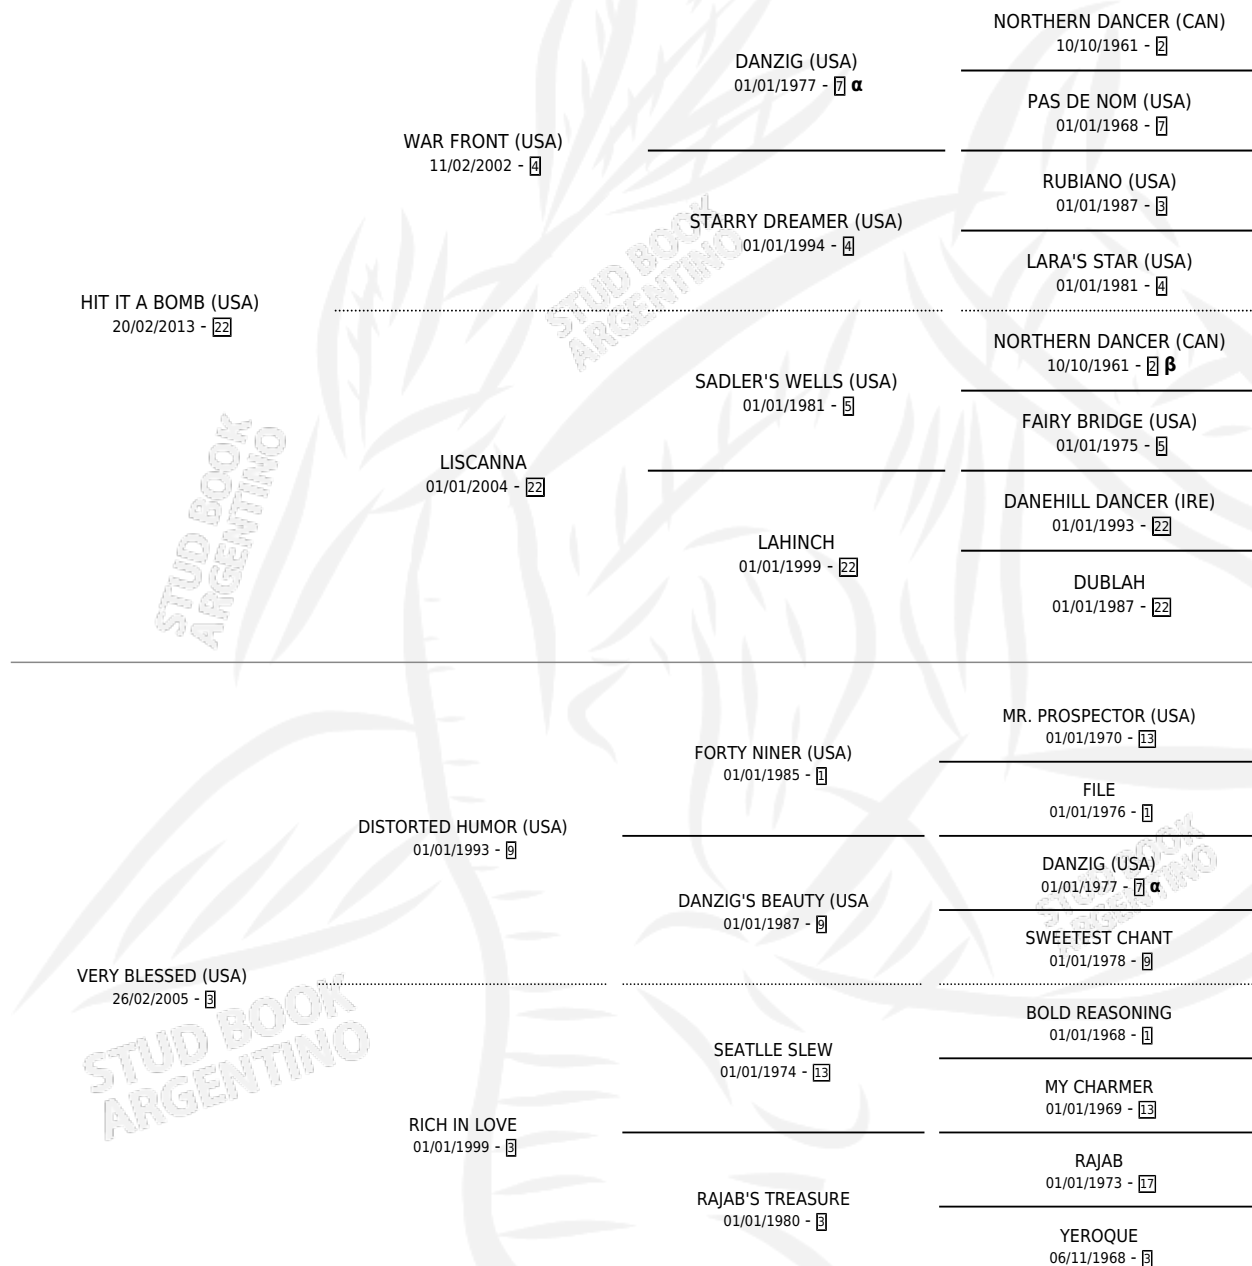 NORTHERN DANCER (CAN)
10/10/1961 - 2
DANZIG (USA)
01/01/1977 - 7 α
PAS DE NOM (USA)
01/01/1968 - 7
WAR FRONT (USA)
11/02/2002 - 4
RUBIANO (USA)
01/01/1987 - 3
STARRY DREAMER (USA)
01/01/1994 - 4
LARA'S STAR (USA)
01/01/1981 - 4
HIT IT A BOMB (USA)
20/02/2013 - 22
NORTHERN DANCER (CAN)
10/10/1961 - 2 β
SADLER'S WELLS (USA)
01/01/1981 - 5
FAIRY BRIDGE (USA)
01/01/1975 - 5
LISCANNA
01/01/2004 - 22
DANEHILL DANCER (IRE)
01/01/1993 - 22
LAHINCH
01/01/1999 - 22
DUBLAH
01/01/1987 - 22
MR. PROSPECTOR (USA)
01/01/1970 - 13
FORTY NINER (USA)
01/01/1985 - 1
FILE
01/01/1976 - 1
DISTORTED HUMOR (USA)
01/01/1993 - 9
DANZIG (USA)
01/01/1977 - 7 α
DANZIG'S BEAUTY (USA
01/01/1987 - 9
SWEETEST CHANT
01/01/1978 - 9
VERY BLESSED (USA)
26/02/2005 - 3
BOLD REASONING
01/01/1968 - 1
SEATLLE SLEW
01/01/1974 - 13
MY CHARMER
01/01/1969 - 13
RICH IN LOVE
01/01/1999 - 3
RAJAB
01/01/1973 - 17
RAJAB'S TREASURE
01/01/1980 - 3
YEROQUE
06/11/1968 - 3
STUD BOOK
ARGENTINO
STUD BOOK
ARGENTINO
STUD BOOK
ARGENTINO
STUD BOOK
ARGENTINO